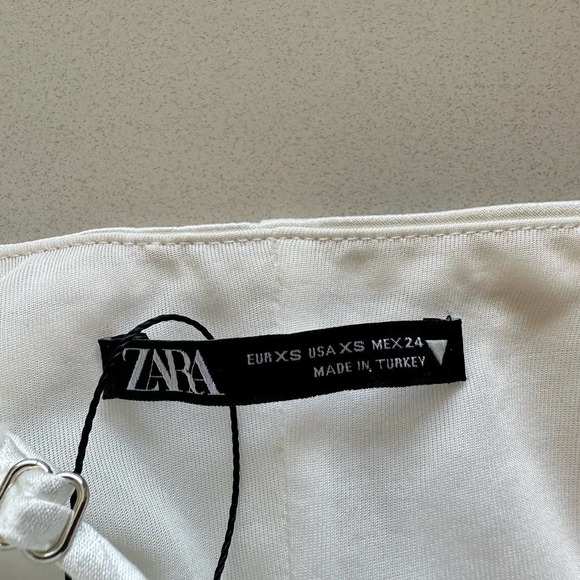 ZARA
EUR XS USA XS MEX 24
MADE IN TURKEY